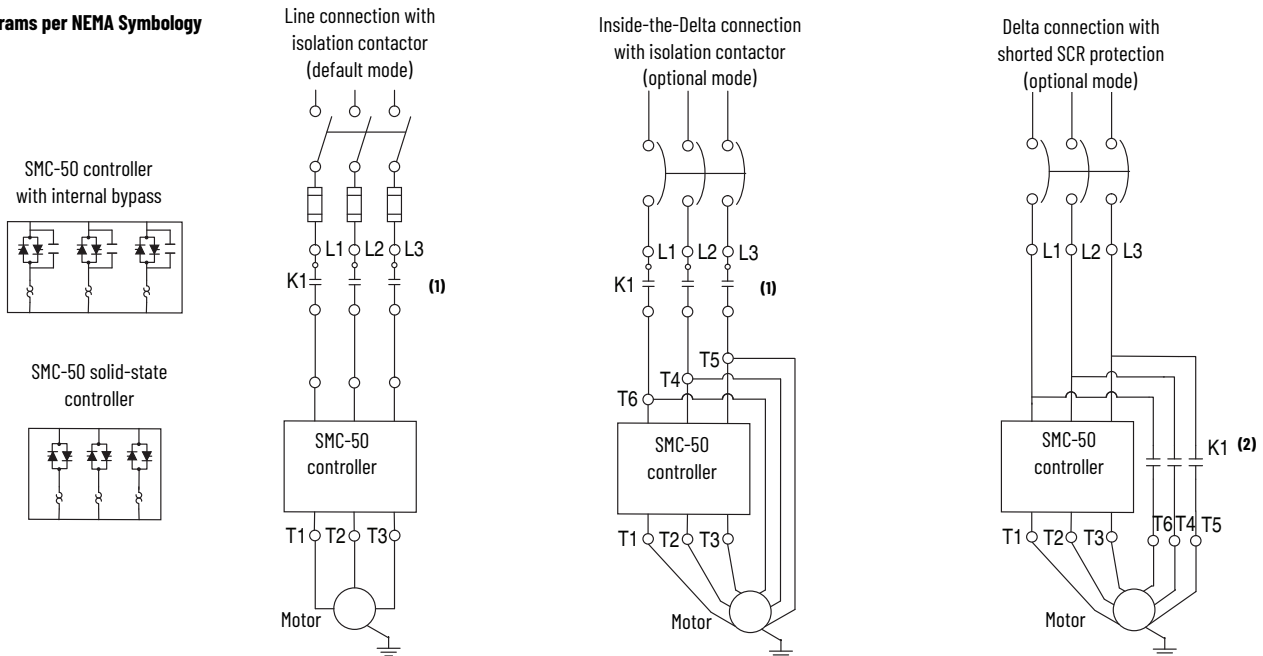 rams per NEMA Symbology
SMC-50 controller
with internal bypass
SMC-50 solid-state
controller
Line connection with
isolation contactor
(default mode)
L1 L2 L3
K1 (1)
SMC-50
controller
T1 T2 T3
Motor
Inside-the-Delta connection
with isolation contactor
(optional mode)
L1 L2 L3
K1 (1)
T5
T4
T6
SMC-50
controller
T1 T2 T3
Motor
Delta connection with
shorted SCR protection
(optional mode)
L1 L2 L3
SMC-50
controller
K1 (2)
T6 T4 T5
T1 T2 T3
Motor